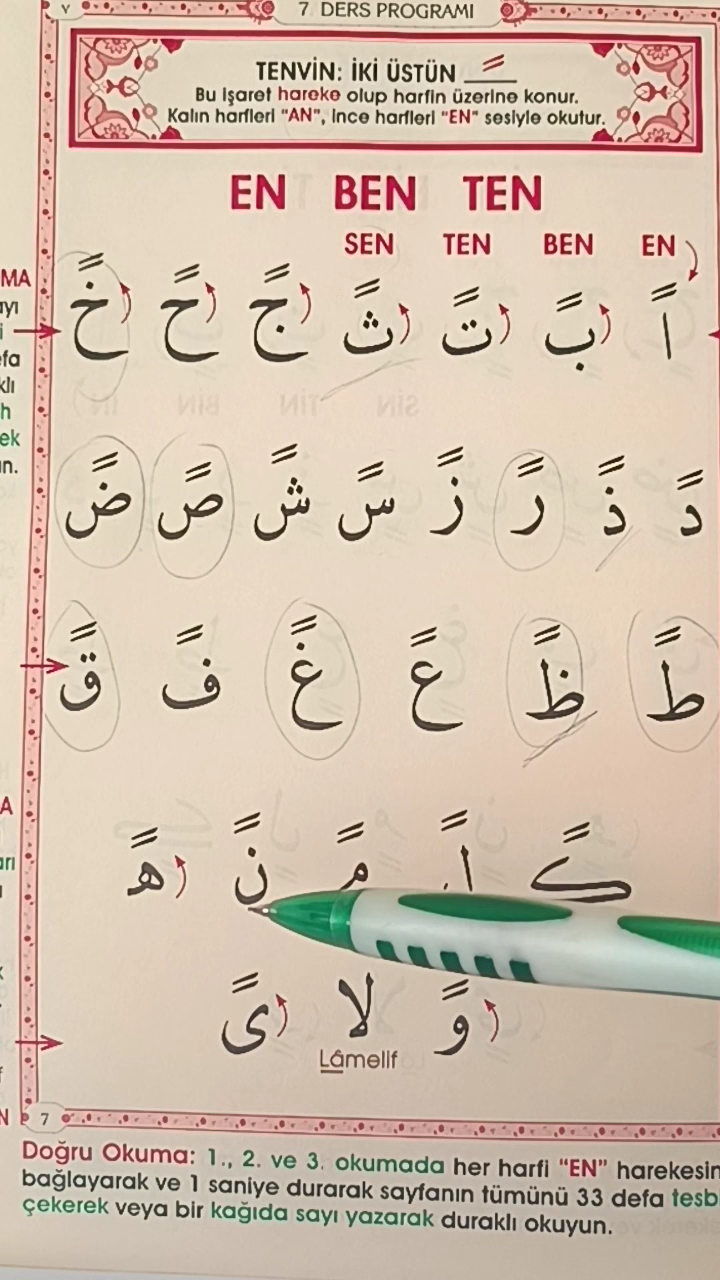 ٧
7. DERS PROGRAMI
TENVİN: İKİ ÜSTÜN ـً
Bu işaret hareke olup harfin üzerine konur.
Kalın harfleri "AN", ince harfleri "EN" sesiyle okutur.
EN BEN TEN
SEN TEN BEN EN
اً بً تً ثً جً حً خً
دً ذً رً زً سً شً صً ضً
طً ظً عً غً فً قً
كً لً مً نً هً
وً لا ىً
Lâmelif
7
Doğru Okuma: 1., 2. ve 3. okumada her harfi "EN" harekesin
bağlayarak ve 1 saniye durarak sayfanın tümünü 33 defa tesb
çekerek veya bir kağıda sayı yazarak duraklı okuyun.